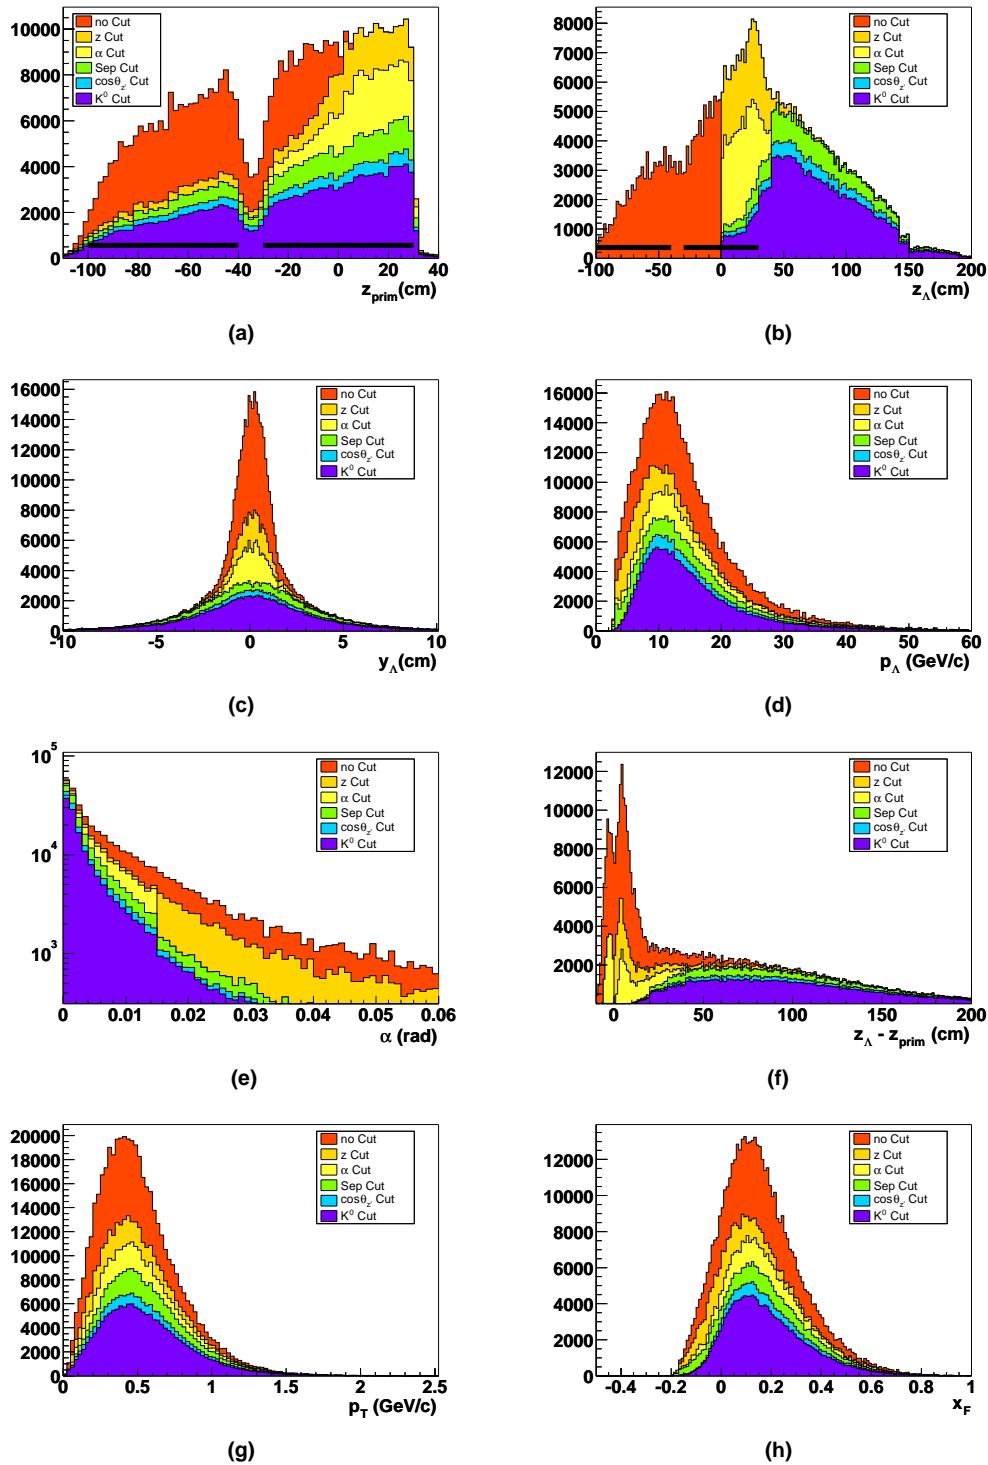 10000
8000
6000
4000
2000
0
no Cut
z Cut
α Cut
Sep Cut
cosθz' Cut
K0 Cut
-100 -80 -60 -40 -20 0 20 40
zprim(cm)
(a)
8000
7000
6000
5000
4000
3000
2000
1000
0
no Cut
z Cut
α Cut
Sep Cut
cosθz' Cut
K0 Cut
-100 -50 0 50 100 150 200
zΛ(cm)
(b)
16000
14000
12000
10000
8000
6000
4000
2000
0
no Cut
z Cut
α Cut
Sep Cut
cosθz' Cut
K0 Cut
-10 -5 0 5 10
yΛ(cm)
(c)
16000
14000
12000
10000
8000
6000
4000
2000
0
no Cut
z Cut
α Cut
Sep Cut
cosθz' Cut
K0 Cut
0 10 20 30 40 50 60
pΛ (GeV/c)
(d)
10^5
10^4
10^3
no Cut
z Cut
α Cut
Sep Cut
cosθz' Cut
K0 Cut
0 0.01 0.02 0.03 0.04 0.05 0.06
α (rad)
(e)
12000
10000
8000
6000
4000
2000
no Cut
z Cut
α Cut
Sep Cut
cosθz' Cut
K0 Cut
0 50 100 150 200
zΛ - zprim (cm)
(f)
20000
18000
16000
14000
12000
10000
8000
6000
4000
2000
0
no Cut
z Cut
α Cut
Sep Cut
cosθz' Cut
K0 Cut
0 0.5 1 1.5 2 2.5
pT (GeV/c)
(g)
12000
10000
8000
6000
4000
2000
0
no Cut
z Cut
α Cut
Sep Cut
cosθz' Cut
K0 Cut
-0.4 -0.2 0 0.2 0.4 0.6 0.8 1
xF
(h)